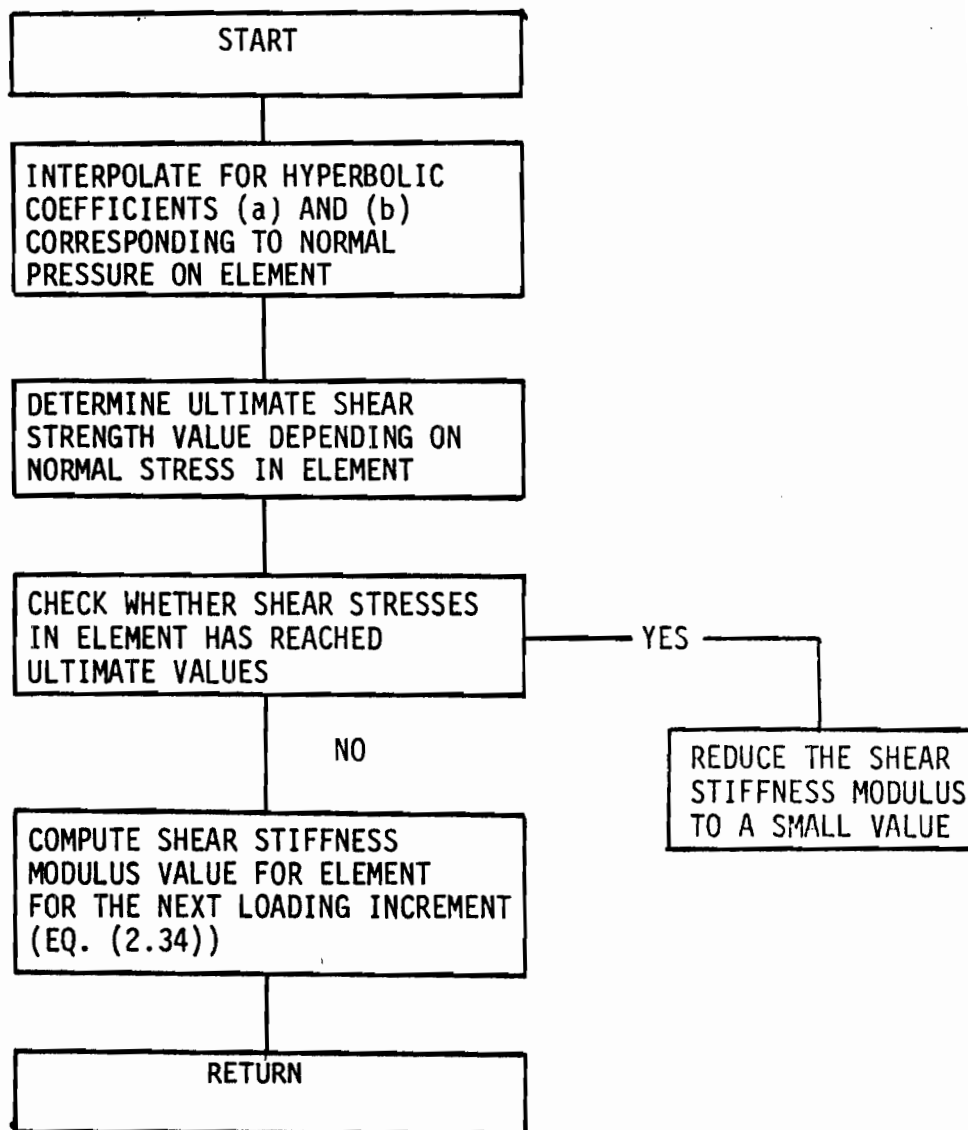 START
INTERPOLATE FOR HYPERBOLIC
COEFFICIENTS (a) AND (b)
CORRESPONDING TO NORMAL
PRESSURE ON ELEMENT
DETERMINE ULTIMATE SHEAR
STRENGTH VALUE DEPENDING ON
NORMAL STRESS IN ELEMENT
CHECK WHETHER SHEAR STRESSES
IN ELEMENT HAS REACHED
ULTIMATE VALUES
YES
NO
REDUCE THE SHEAR
STIFFNESS MODULUS
TO A SMALL VALUE
COMPUTE SHEAR STIFFNESS
MODULUS VALUE FOR ELEMENT
FOR THE NEXT LOADING INCREMENT
(EQ. (2.34))
RETURN